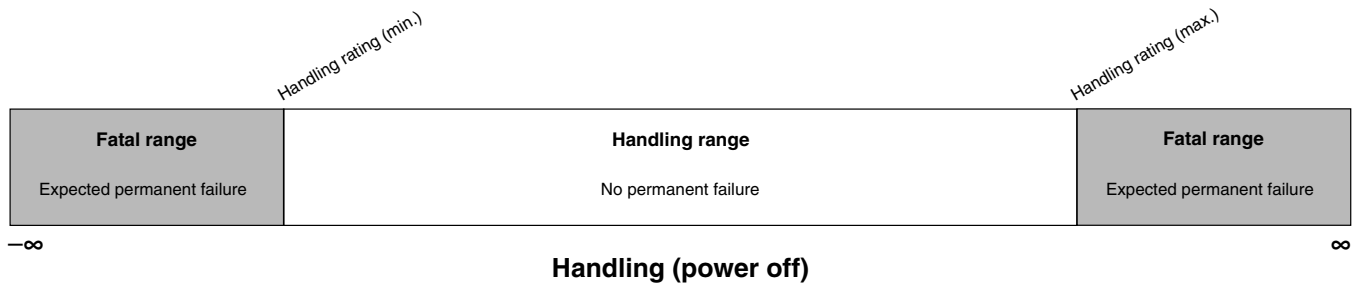 Handling rating (min.)
Handling rating (max.)
Fatal range
Handling range
Fatal range
Expected permanent failure
No permanent failure
Expected permanent failure
–∞
∞
Handling (power off)